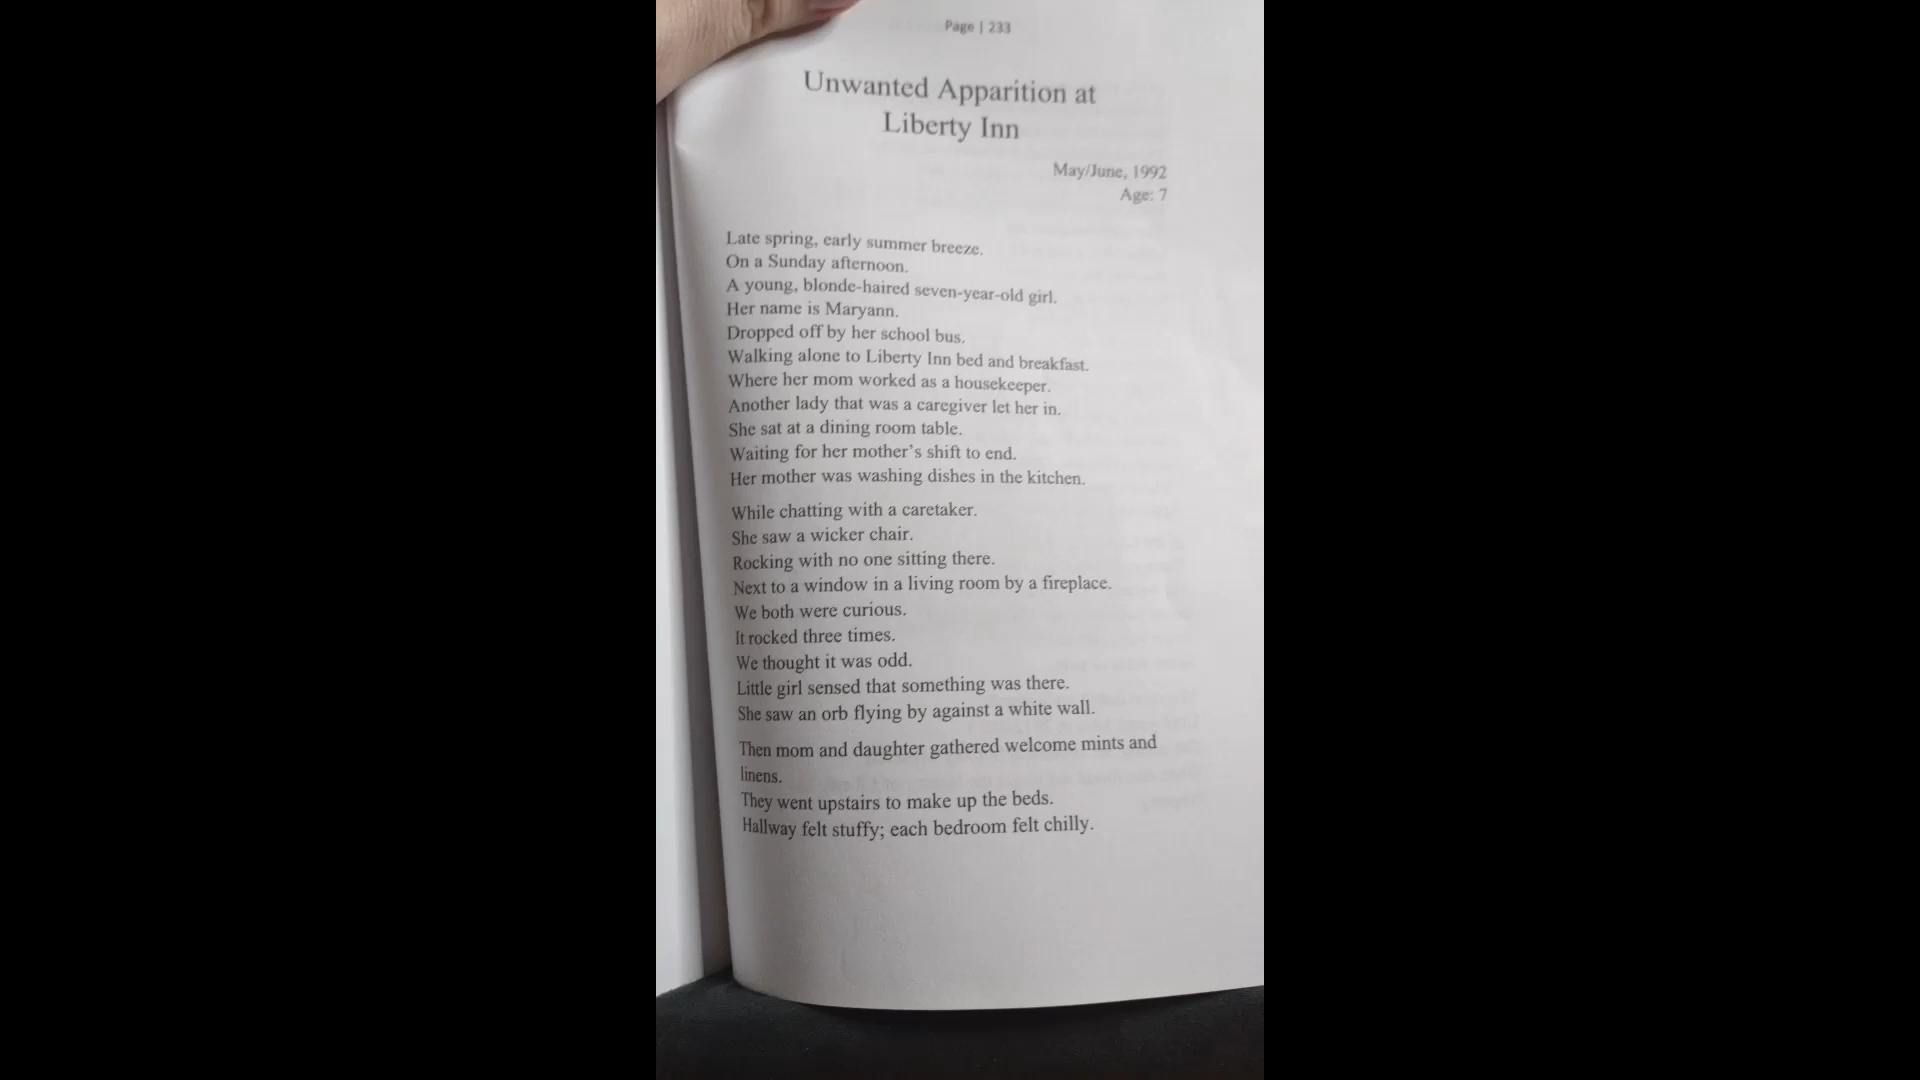 Page | 233
Unwanted Apparition at
Liberty Inn
May/June, 1992
Age: 7
Late spring, early summer breeze.
On a Sunday afternoon.
A young, blonde-haired seven-year-old girl.
Her name is Maryann.
Dropped off by her school bus.
Walking alone to Liberty Inn bed and breakfast.
Where her mom worked as a housekeeper.
Another lady that was a caregiver let her in.
She sat at a dining room table.
Waiting for her mother’s shift to end.
Her mother was washing dishes in the kitchen.
While chatting with a caretaker.
She saw a wicker chair.
Rocking with no one sitting there.
Next to a window in a living room by a fireplace.
We both were curious.
It rocked three times.
We thought it was odd.
Little girl sensed that something was there.
She saw an orb flying by against a white wall.
Then mom and daughter gathered welcome mints and
linens.
They went upstairs to make up the beds.
Hallway felt stuffy; each bedroom felt chilly.